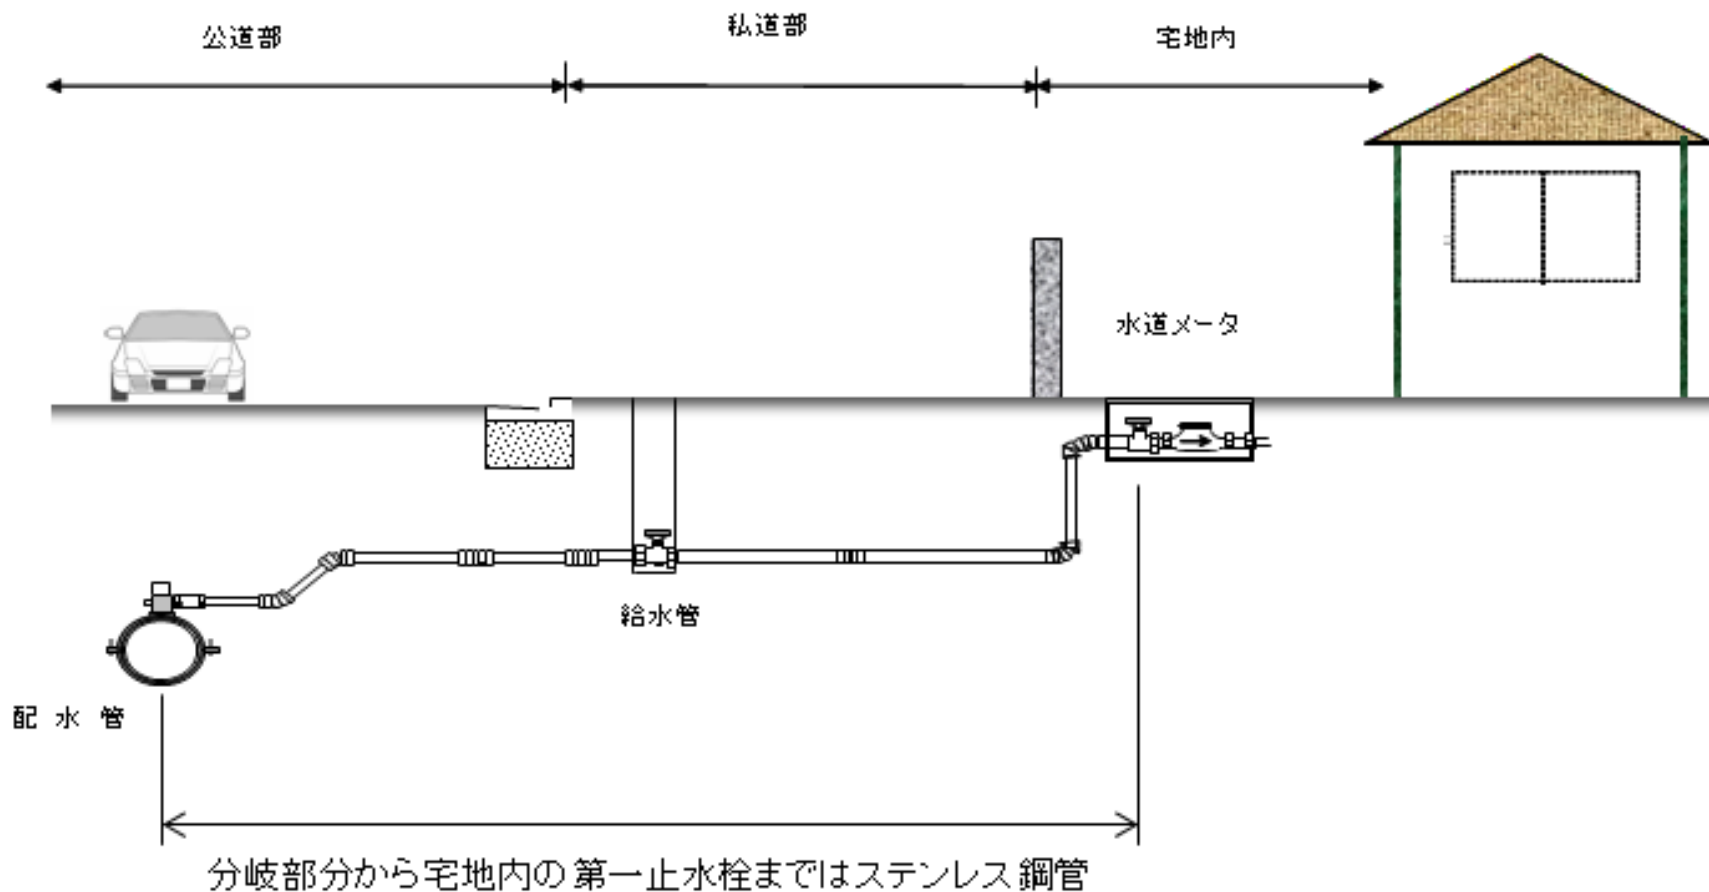 公道部
私道部
宅地内
水道メータ
給水管
配水管
分岐部分から宅地内の第一止水栓まではステンレス鋼管